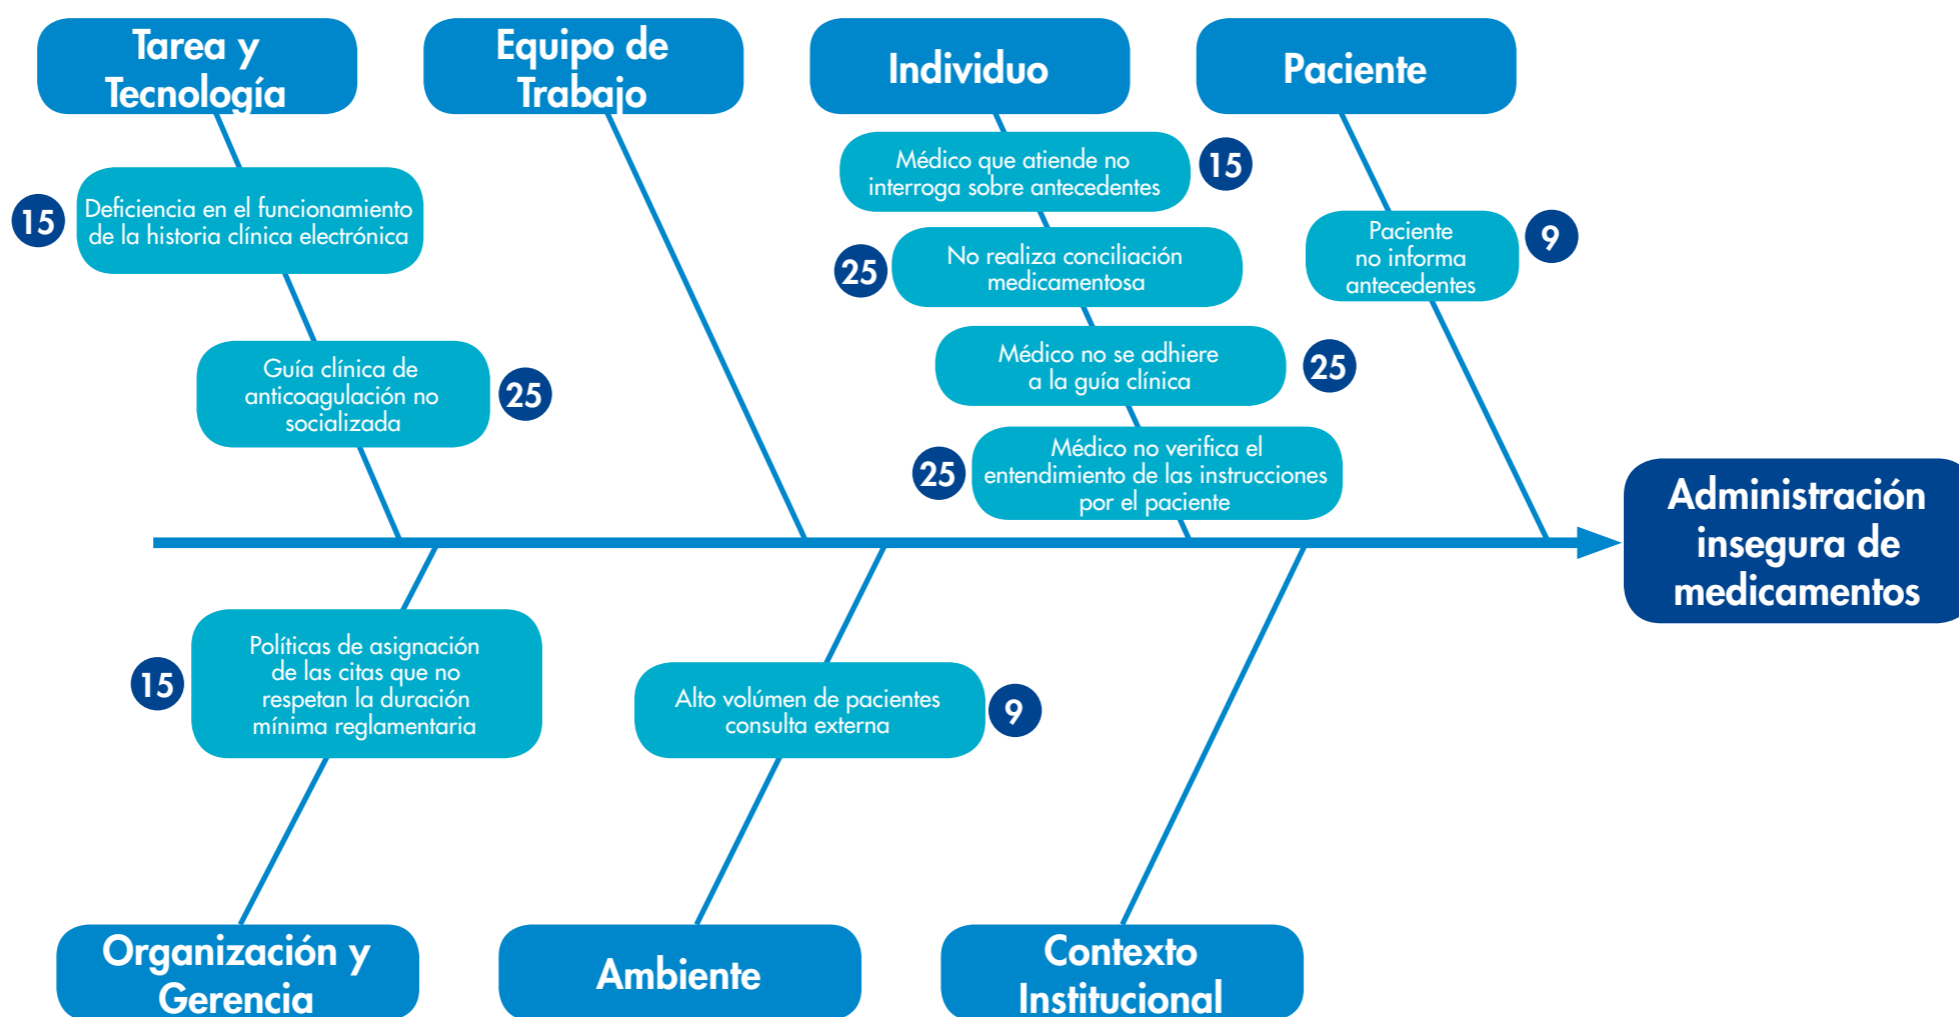 Tarea y
Tecnología
Equipo de
Trabajo
Individuo
Paciente
Médico que atiende no
interroga sobre antecedentes
15
15
Deficiencia en el funcionamiento
de la historia clínica electrónica
No realiza conciliación
medicamentosa
25
Paciente
no informa
antecedentes
9
Guía clínica de
anticoagulación no
socializada
25
Médico no se adhiere
a la guía clínica
25
25
Médico no verifica el
entendimiento de las instrucciones
por el paciente
Administración
insegura de
medicamentos
15
Políticas de asignación
de las citas que no
respetan la duración
mínima reglamentaria
Alto volúmen de pacientes
consulta externa
9
Organización y
Gerencia
Ambiente
Contexto
Institucional